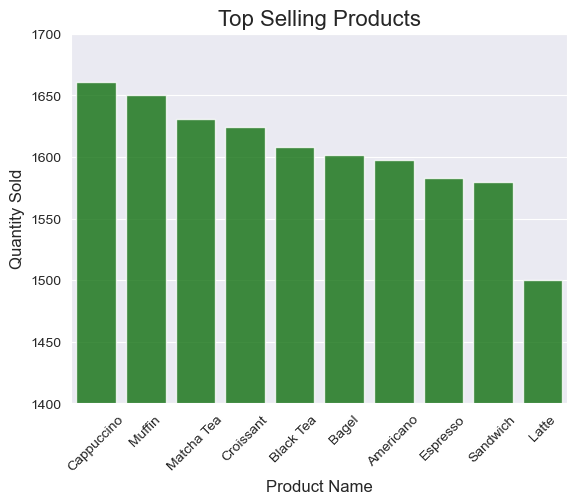 Top Selling Products
Quantity Sold
1700
1650
1600
1550
1500
1450
1400
Cappuccino
Muffin
Matcha Tea
Croissant
Black Tea
Bagel
Americano
Espresso
Sandwich
Latte
Product Name